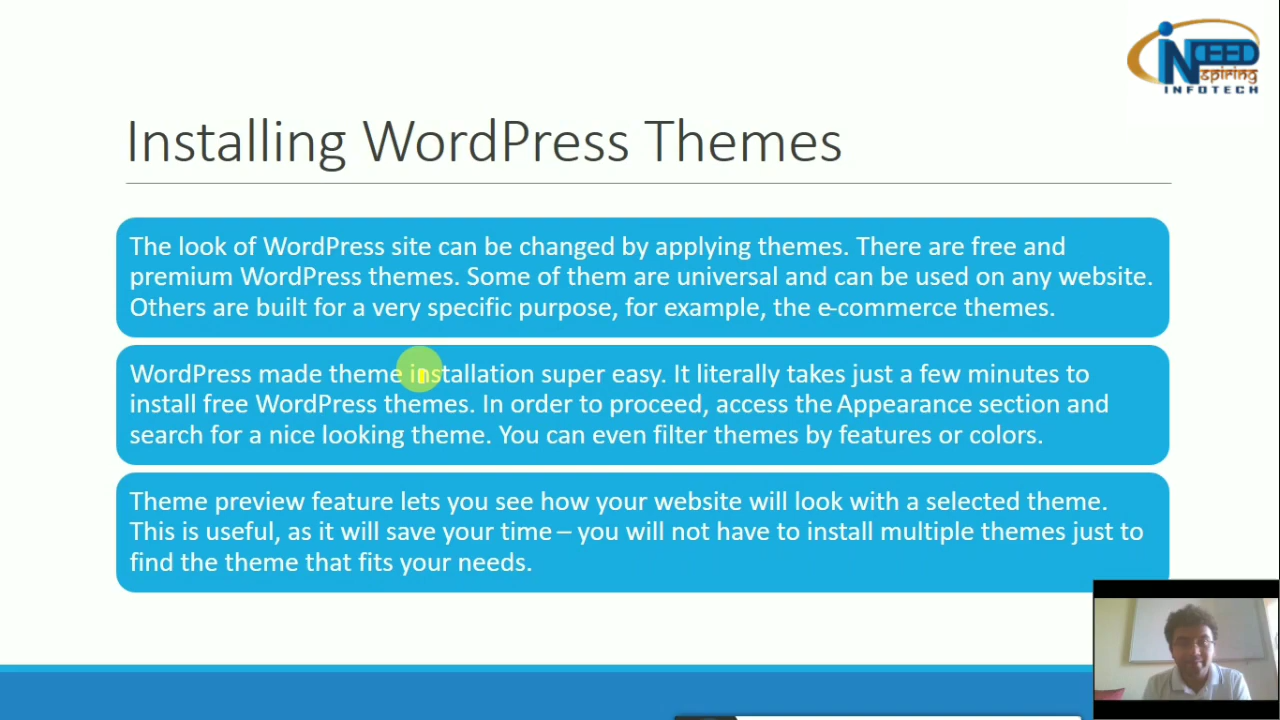 iNCEED
nspiring
INFOTECH
Installing WordPress Themes
The look of WordPress site can be changed by applying themes. There are free and
premium WordPress themes. Some of them are universal and can be used on any website.
Others are built for a very specific purpose, for example, the e-commerce themes.
WordPress made theme installation super easy. It literally takes just a few minutes to
install free WordPress themes. In order to proceed, access the Appearance section and
search for a nice looking theme. You can even filter themes by features or colors.
Theme preview feature lets you see how your website will look with a selected theme.
This is useful, as it will save your time – you will not have to install multiple themes just to
find the theme that fits your needs.